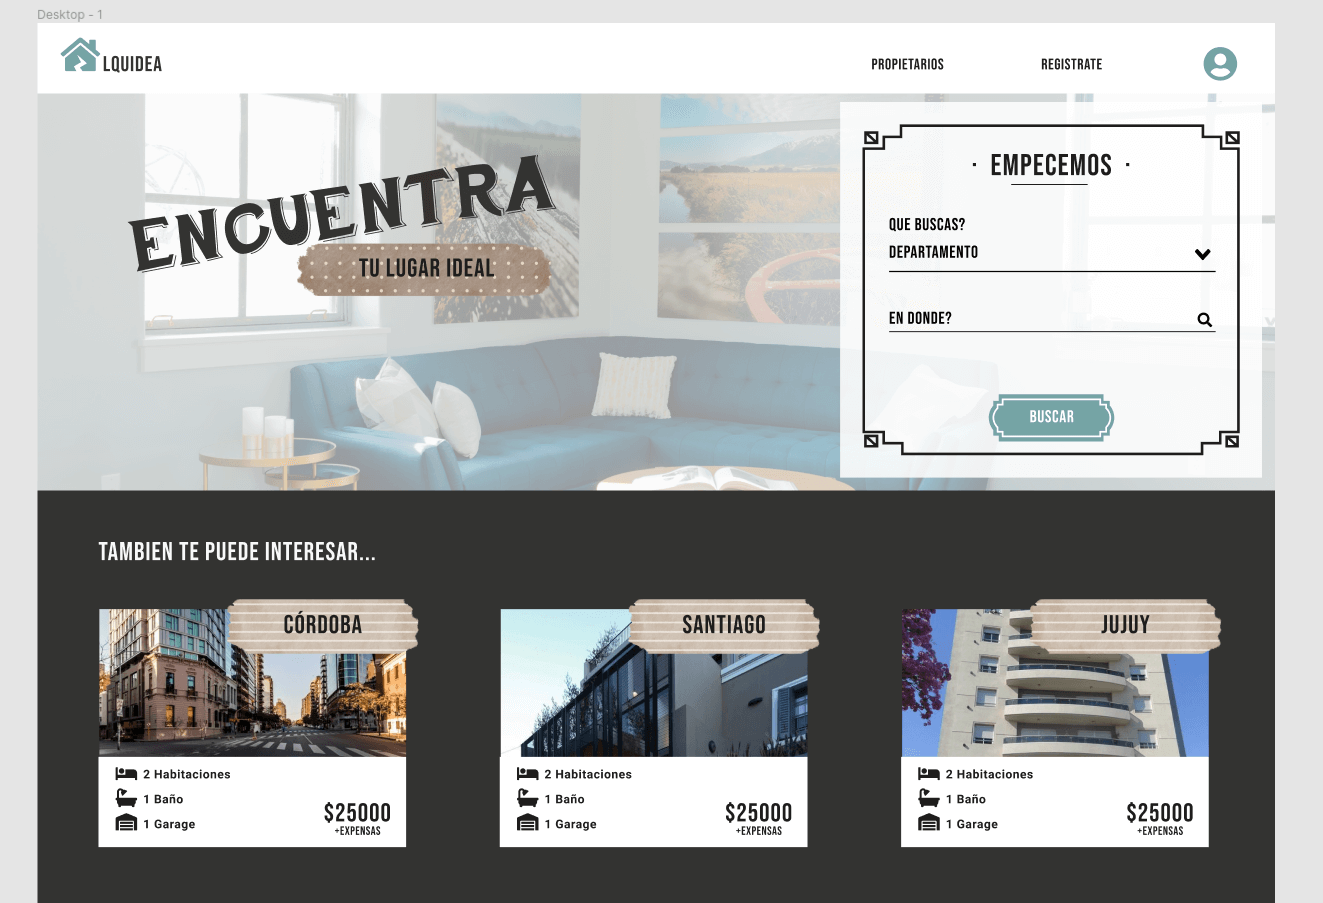 Desktop - 1
LQUIDEA
PROPIETARIOS
REGISTRATE
ENCUENTRA
TU LUGAR IDEAL
· EMPECEMOS ·
QUE BUSCAS?
DEPARTAMENTO
EN DONDE?
BUSCAR
TAMBIEN TE PUEDE INTERESAR...
CÓRDOBA
2 Habitaciones
1 Baño
1 Garage
$25000
+EXPENSAS
SANTIAGO
2 Habitaciones
1 Baño
1 Garage
$25000
+EXPENSAS
JUJUY
2 Habitaciones
1 Baño
1 Garage
$25000
+EXPENSAS